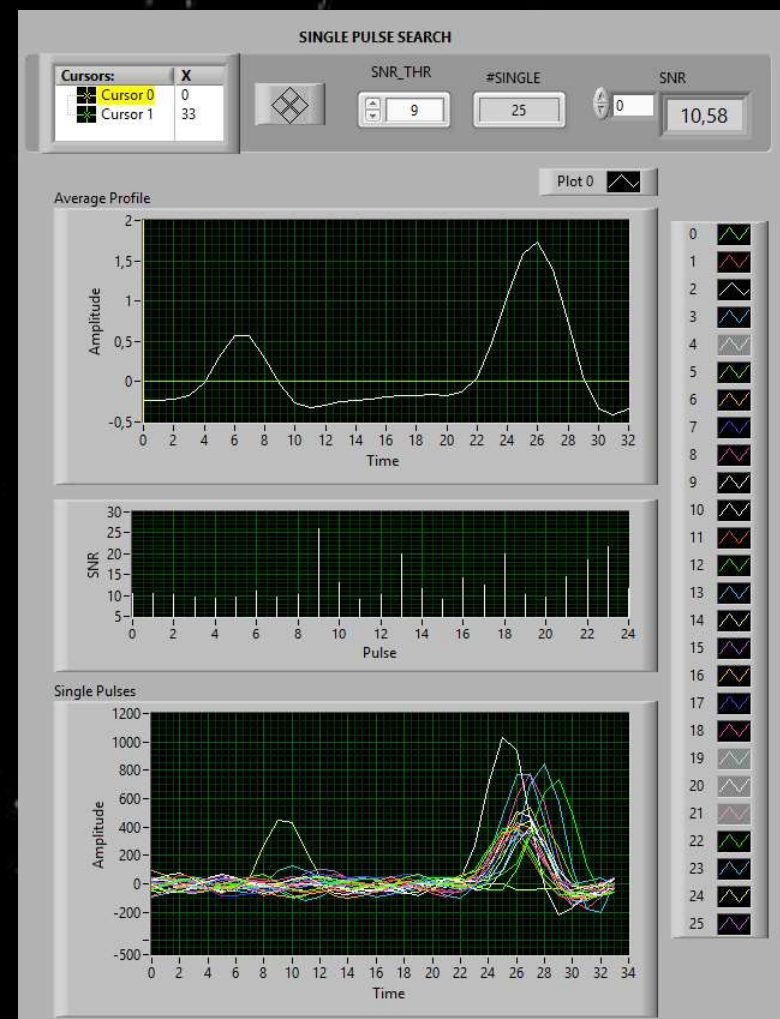 SINGLE PULSE SEARCH
Cursors: X
Cursor 0 0
Cursor 1 33
SNR_THR
9
#SINGLE
25
0
SNR
10,58
Plot 0
Average Profile
Amplitude
2
1,5
1
0,5
0
-0,5
0 2 4 6 8 10 12 14 16 18 20 22 24 26 28 30 32
Time
SNR
30
25
20
15
10
5
0 2 4 6 8 10 12 14 16 18 20 22 24
Pulse
Single Pulses
Amplitude
1200
1000
800
600
400
200
0
-200
-500
0 2 4 6 8 10 12 14 16 18 20 22 24 26 28 30 32 34
Time
0
1
2
3
4
5
6
7
8
9
10
11
12
13
14
15
16
17
18
19
20
21
22
23
24
25